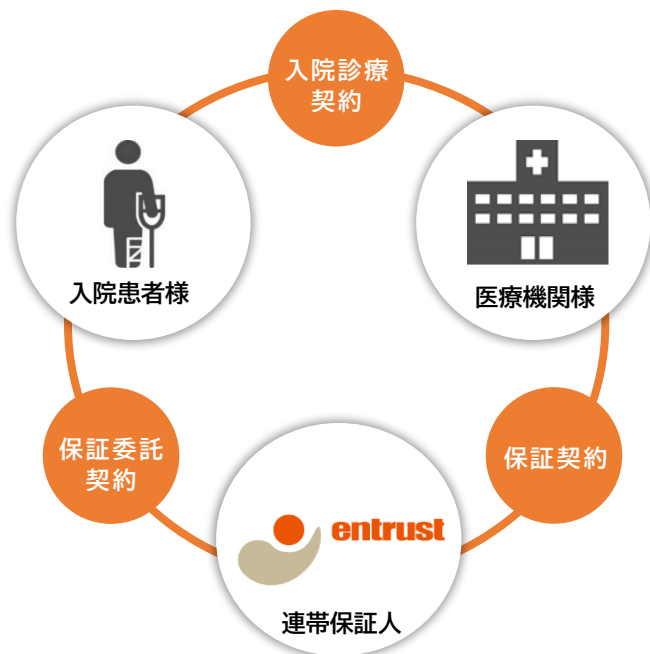 入院診療
契約
入院患者様
医療機関様
保証委託
契約
保証契約
entrust
連帯保証人